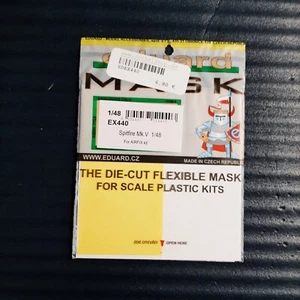 eduard
MASK
1/48
EX440
Spitfire Mk.V 1/48
For AIRFIX kit
WWW.EDUARD.CZ
MADE IN CZECH REPUBLIC
THE DIE-CUT FLEXIBLE MASK
FOR SCALE PLASTIC KITS
OPEN HERE